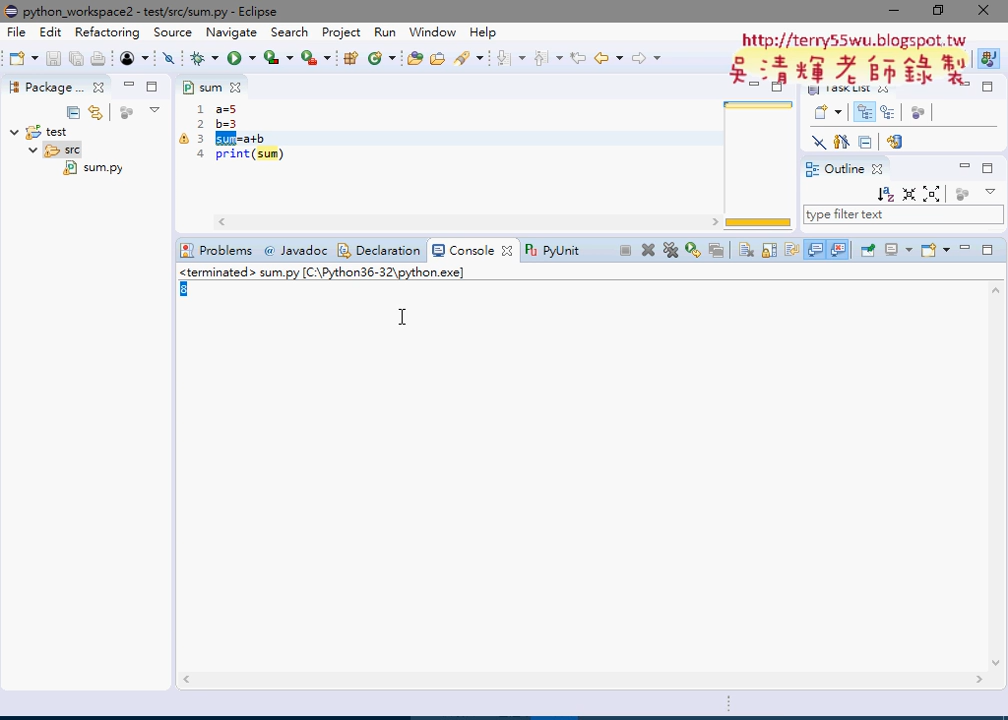 python_workspace2 - test/src/sum.py - Eclipse
File Edit Refactoring Source Navigate Search Project Run Window Help
http://terry55wu.blogspot.tw
吳清輝老師錄製
Package ...
sum
Task List
test
src
sum.py
1 a=5
2 b=3
3 sum=a+b
4 print(sum)
Outline
type filter text
Problems @ Javadoc Declaration Console PyUnit
<terminated> sum.py [C:\Python36-32\python.exe]
8